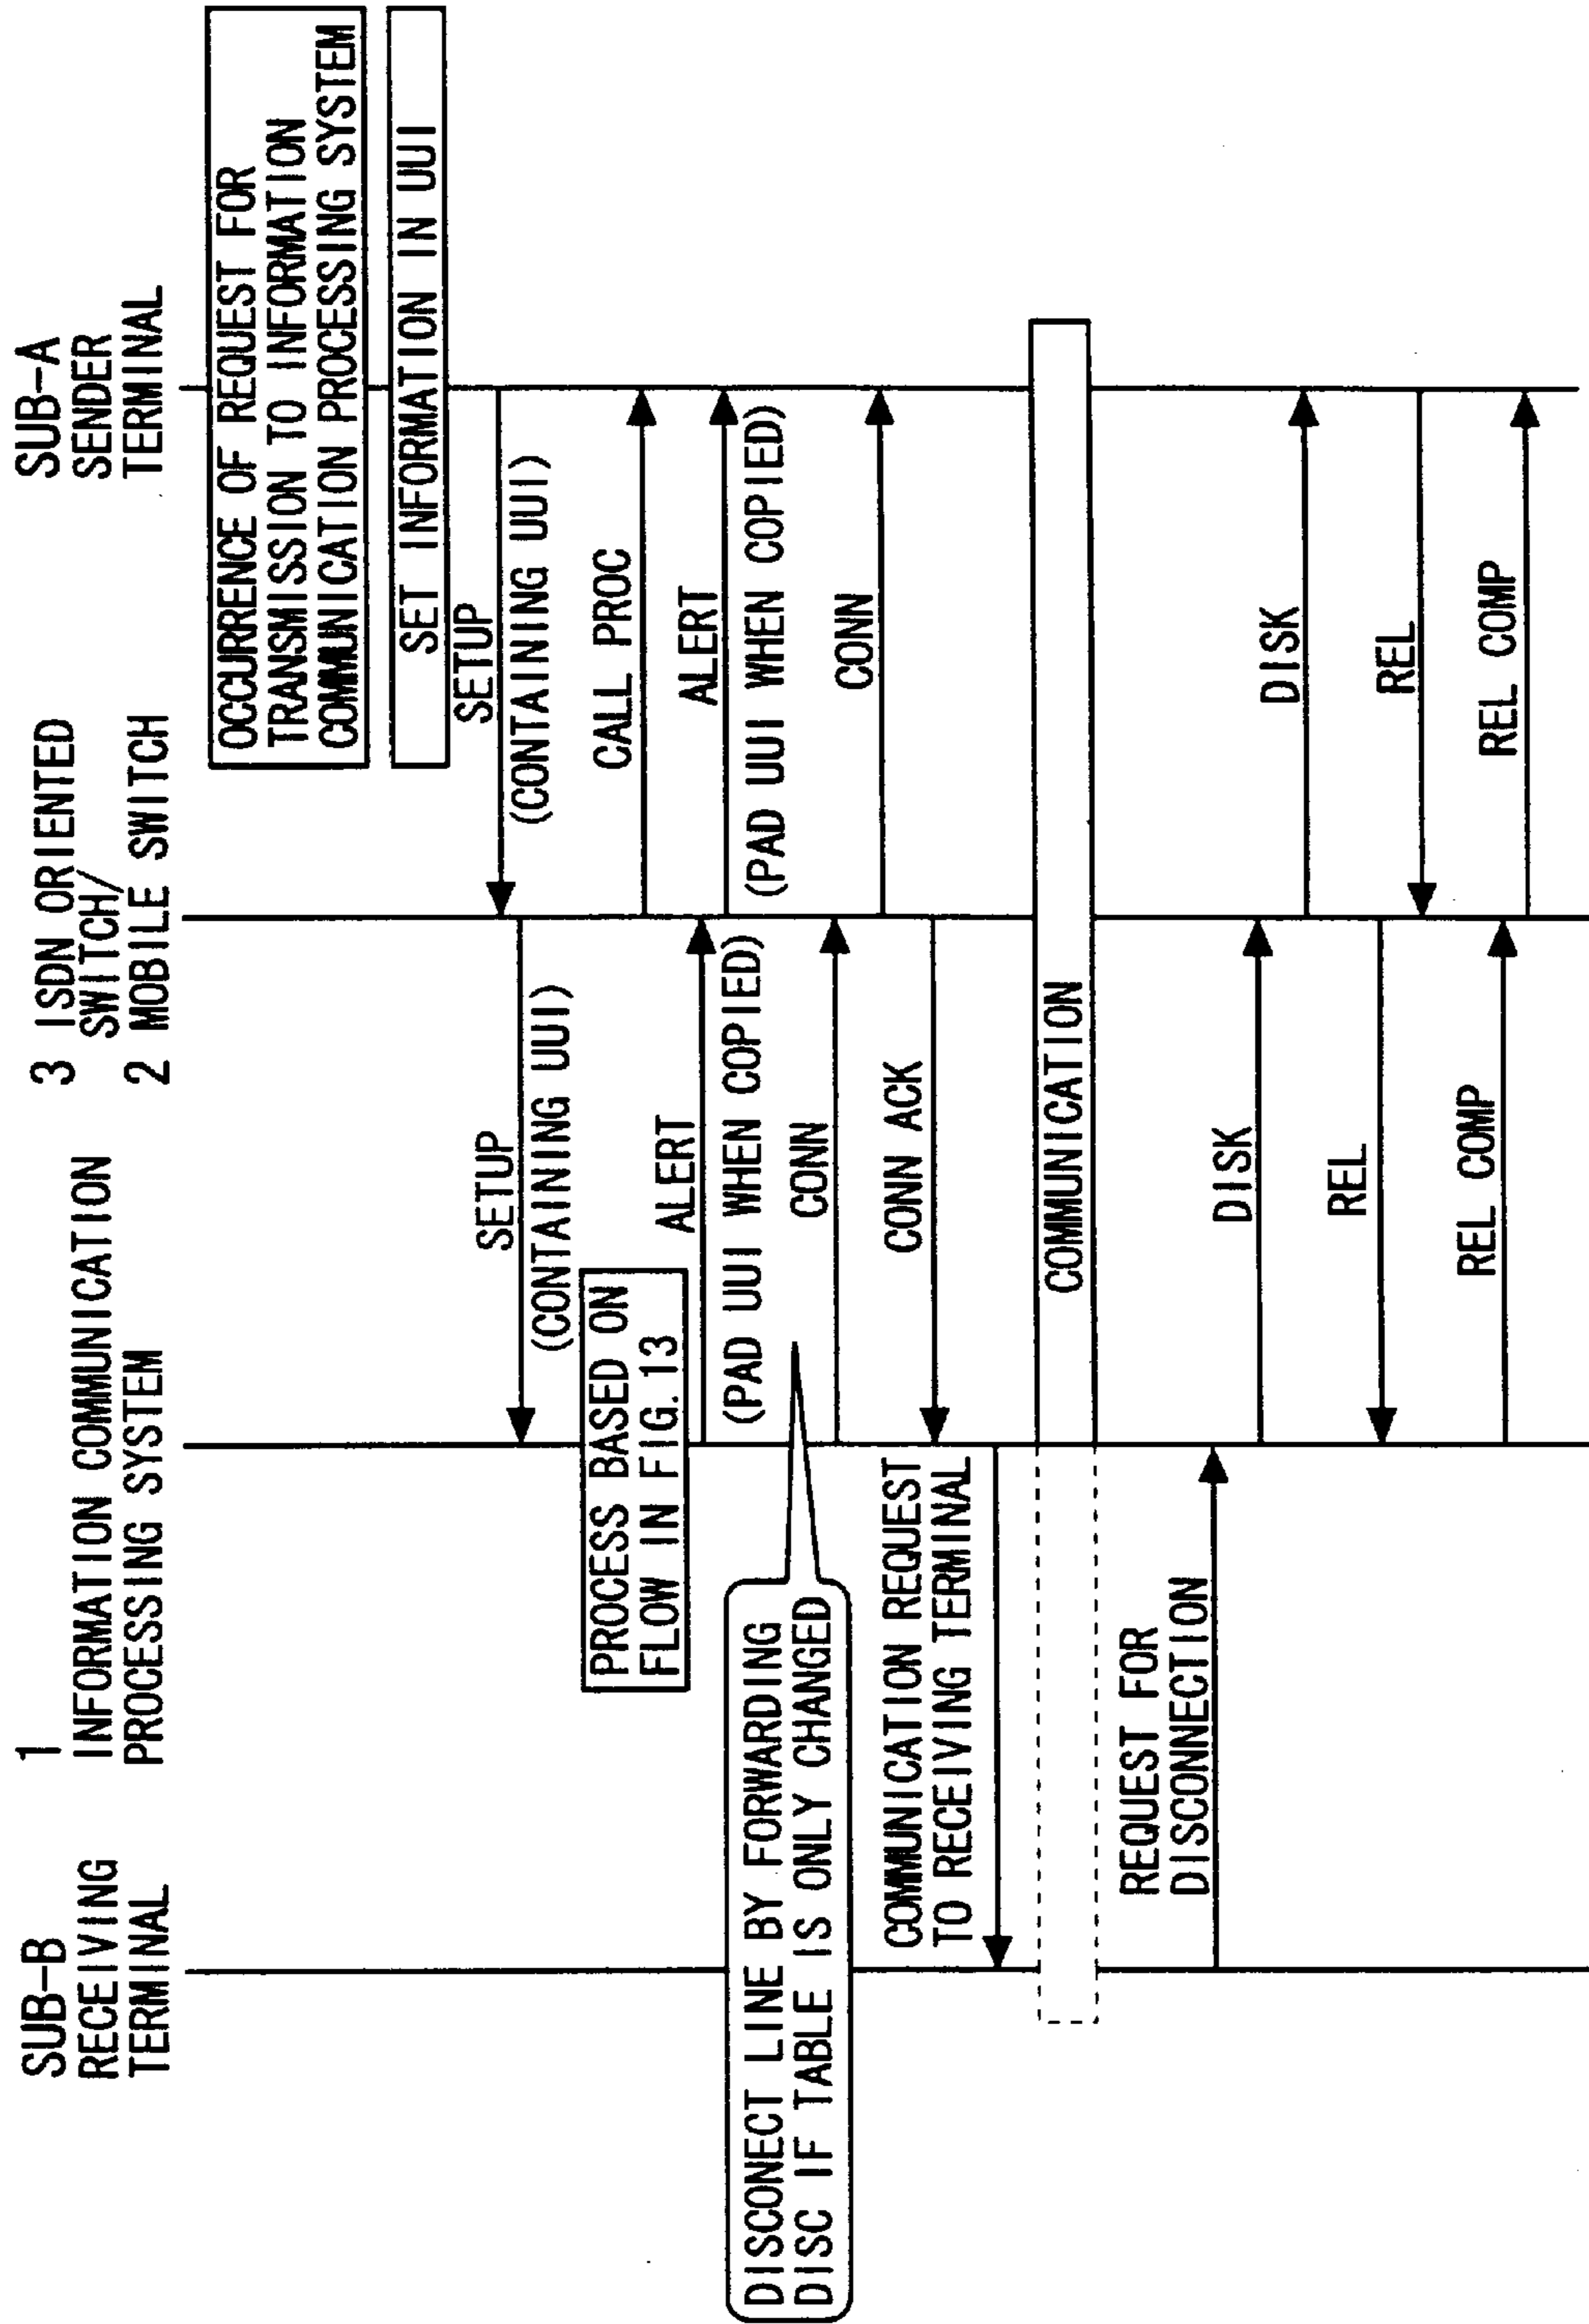 SUB-B
RECEIVING
TERMINAL
1
INFORMATION COMMUNICATION
PROCESSING SYSTEM
3 ISDN ORIENTED
SWITCH/
2 MOBILE SWITCH
SUB-A
SENDER
TERMINAL
OCCURRENCE OF REQUEST FOR
TRANSMISSION TO INFORMATION
COMMUNICATION PROCESSING SYSTEM
SET INFORMATION IN UUI
SETUP
(CONTAINING UUI)
SETUP
(CONTAINING UUI)
PROCESS BASED ON
FLOW IN FIG. 13
CALL PROC
ALERT
(PAD UUI WHEN COPIED)
ALERT
(PAD UUI WHEN COPIED)
DISCONECT LINE BY FORWARDING
DISC IF TABLE IS ONLY CHANGED
CONN
CONN
CONN ACK
COMMUNICATION REQUEST
TO RECEIVING TERMINAL
COMMUNICATION
REQUEST FOR
DISCONNECTION
DISK
DISK
REL
REL
REL COMP
REL COMP